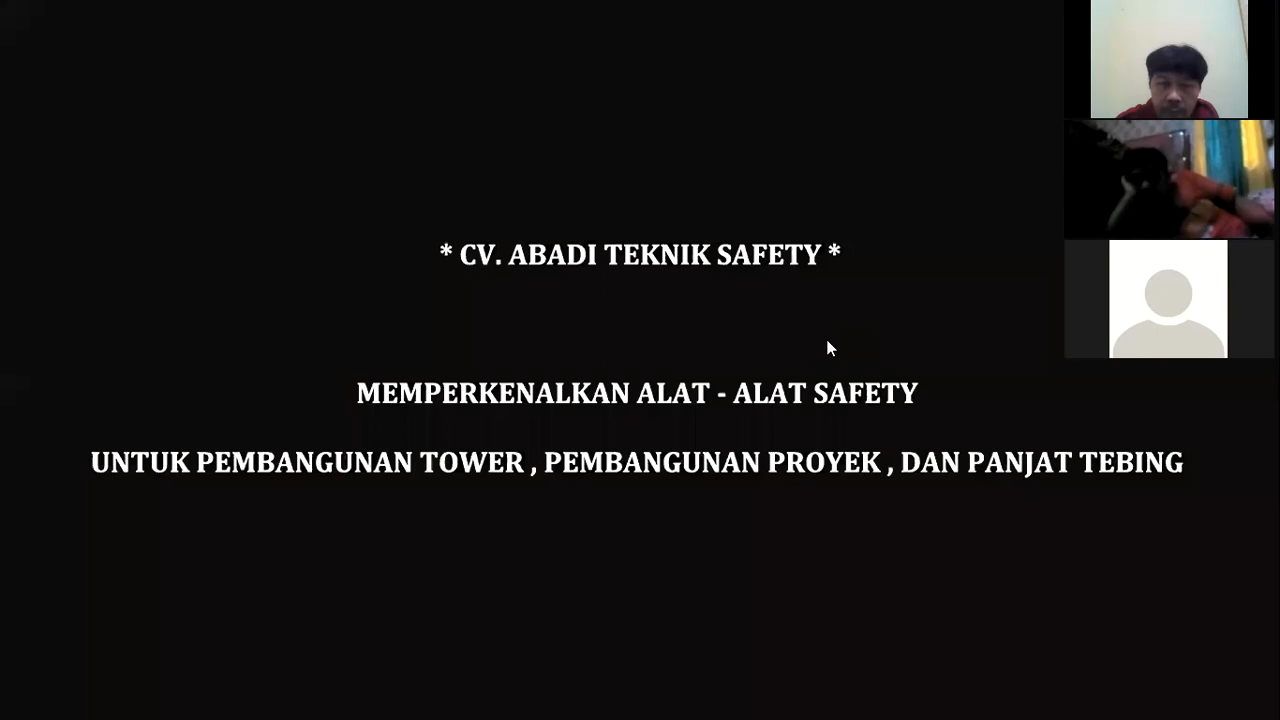 * CV. ABADI TEKNIK SAFETY *
MEMPERKENALKAN ALAT - ALAT SAFETY
UNTUK PEMBANGUNAN TOWER , PEMBANGUNAN PROYEK , DAN PANJAT TEBING